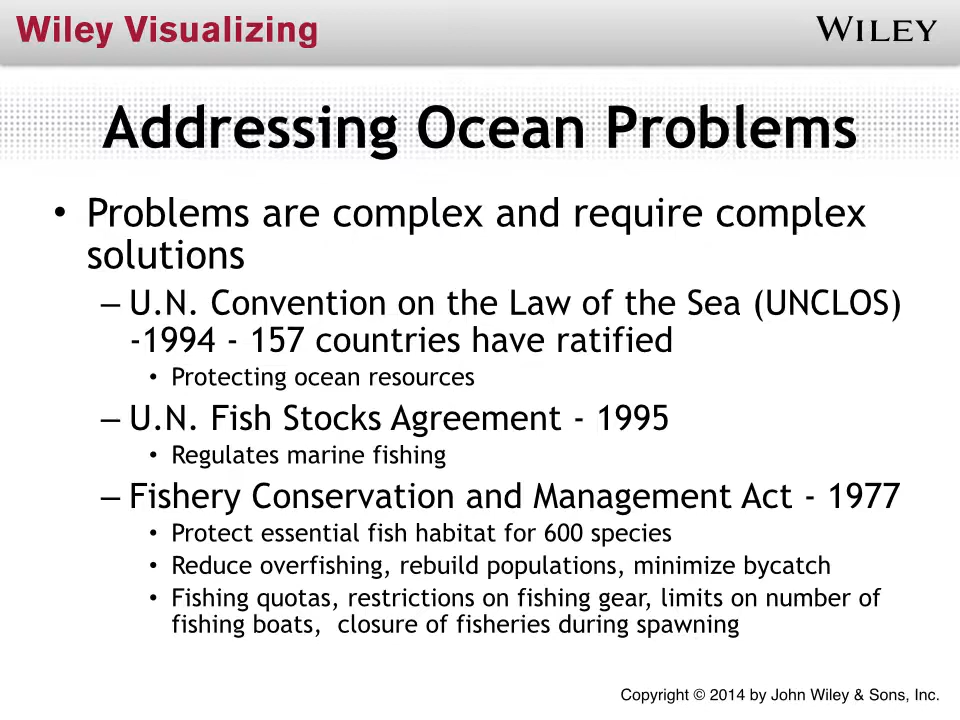 Wiley Visualizing
WILEY
Addressing Ocean Problems
• Problems are complex and require complex
solutions
– U.N. Convention on the Law of the Sea (UNCLOS)
-1994 - 157 countries have ratified
• Protecting ocean resources
– U.N. Fish Stocks Agreement - 1995
• Regulates marine fishing
– Fishery Conservation and Management Act - 1977
• Protect essential fish habitat for 600 species
• Reduce overfishing, rebuild populations, minimize bycatch
• Fishing quotas, restrictions on fishing gear, limits on number of
fishing boats,  closure of fisheries during spawning
Copyright © 2014 by John Wiley & Sons, Inc.